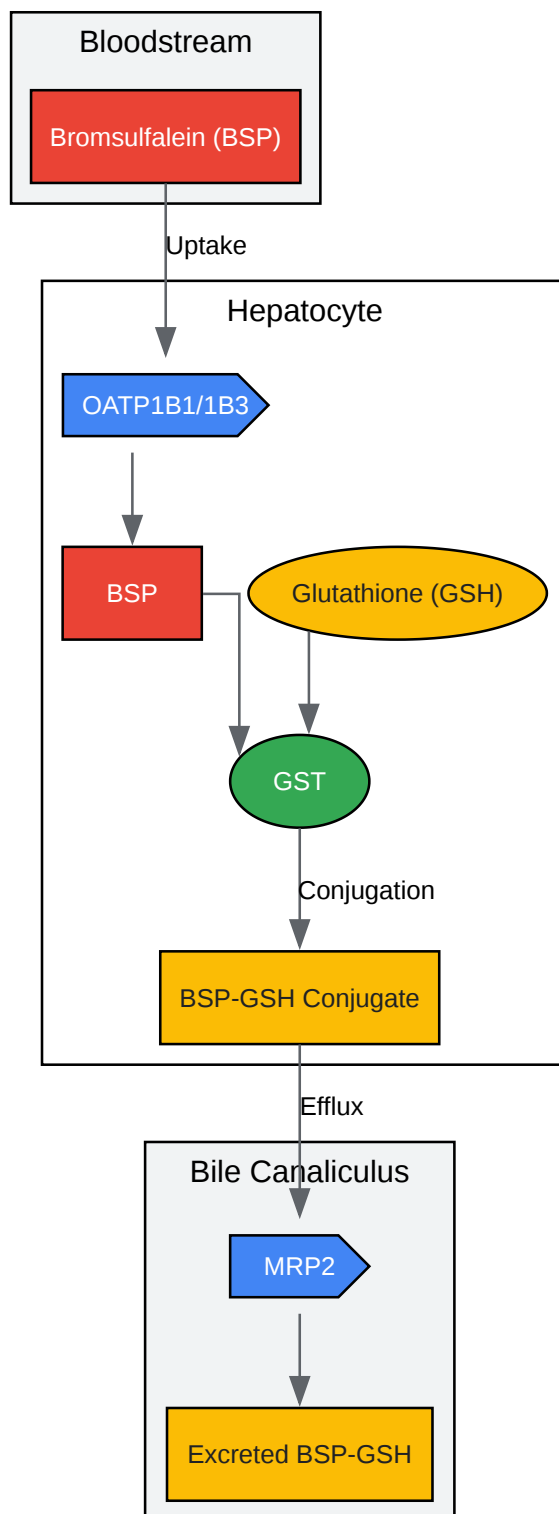 Bloodstream
Bromsulfalein (BSP)
Uptake
Hepatocyte
OATP1B1/1B3
BSP
Glutathione (GSH)
GST
Conjugation
BSP-GSH Conjugate
Efflux
Bile Canaliculus
MRP2
Excreted BSP-GSH